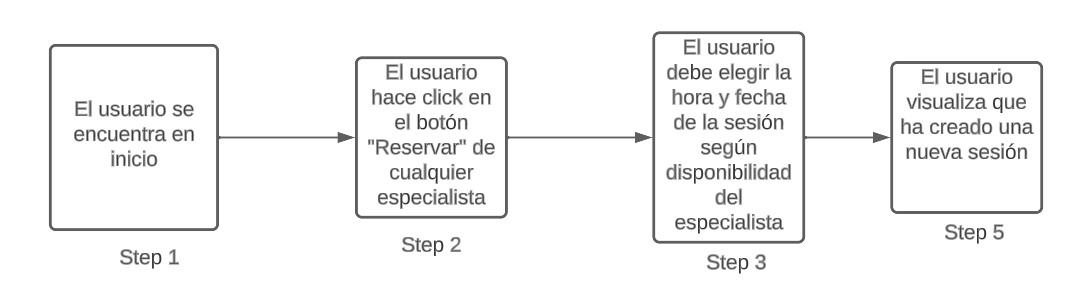 El usuario se
encuentra en
inicio
Step 1
El usuario
hace click en
el botón
"Reservar" de
cualquier
especialista
Step 2
El usuario
debe elegir la
hora y fecha
de la sesión
según
disponibilidad
del
especialista
Step 3
El usuario
visualiza que
ha creado una
nueva sesión
Step 5